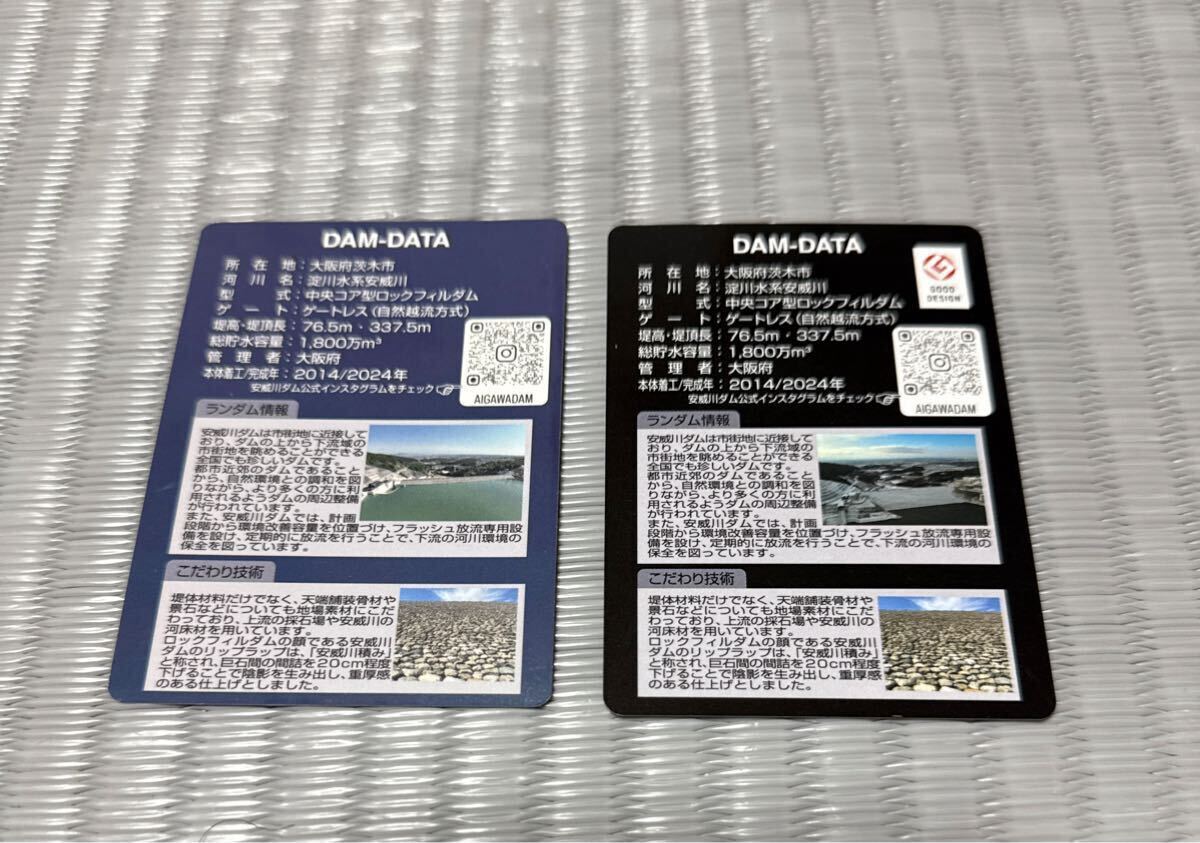 DAM-DATA
所在地：大阪府茨木市
河川名：淀川水系安威川
型式：中央コア型ロックフィルダム
ゲート：ゲートレス(自然越流方式)
堤高・堤頂長：76.5m・337.5m
総貯水容量：1,800万m³
管理者：大阪府
本体着工/完成年：2014/2024年
安威川ダム公式インスタグラムをチェック
AIGAWADAM
ランダム情報
安威川ダムは市街地に近接して
おり、ダムの上から下流域の
市街地を眺めることができる
全国でも珍しいダムです。
都市近郊のダムであること
から、自然環境との調和を図
りながら、より多くの方に利
用されるようダムの周辺整備
が行われています。
また、安威川ダムでは、計画
段階から環境改善容量を位置づけ、フラッシュ放流専用設
備を設け、定期的に放流を行うことで、下流の河川環境の
保全を図っています。
こだわり技術
堤体材料だけでなく、天端舗装骨材や
景石などについても地場素材にこだ
わっており、上流の採石場や安威川の
河床材を用いています。
ロックフィルダムの顔である安威川
ダムのリップラップは、「安威川積み」
と称され、巨石間の間詰を20cm程度
下げることで陰影を生み出し、重厚感
のある仕上げとしました。
DAM-DATA
所在地：大阪府茨木市
河川名：淀川水系安威川
型式：中央コア型ロックフィルダム
ゲート：ゲートレス(自然越流方式)
堤高・堤頂長：76.5m・337.5m
総貯水容量：1,800万m³
管理者：大阪府
本体着工/完成年：2014/2024年
安威川ダム公式インスタグラムをチェック
GOOD
DESIGN
AIGAWADAM
ランダム情報
安威川ダムは市街地に近接して
おり、ダムの上から下流域の
市街地を眺めることができる
全国でも珍しいダムです。
都市近郊のダムであること
から、自然環境との調和を図
りながら、より多くの方に利
用されるようダムの周辺整備
が行われています。
また、安威川ダムでは、計画
段階から環境改善容量を位置づけ、フラッシュ放流専用設
備を設け、定期的に放流を行うことで、下流の河川環境の
保全を図っています。
こだわり技術
堤体材料だけでなく、天端舗装骨材や
景石などについても地場素材にこだ
わっており、上流の採石場や安威川の
河床材を用いています。
ロックフィルダムの顔である安威川
ダムのリップラップは、「安威川積み」
と称され、巨石間の間詰を20cm程度
下げることで陰影を生み出し、重厚感
のある仕上げとしました。